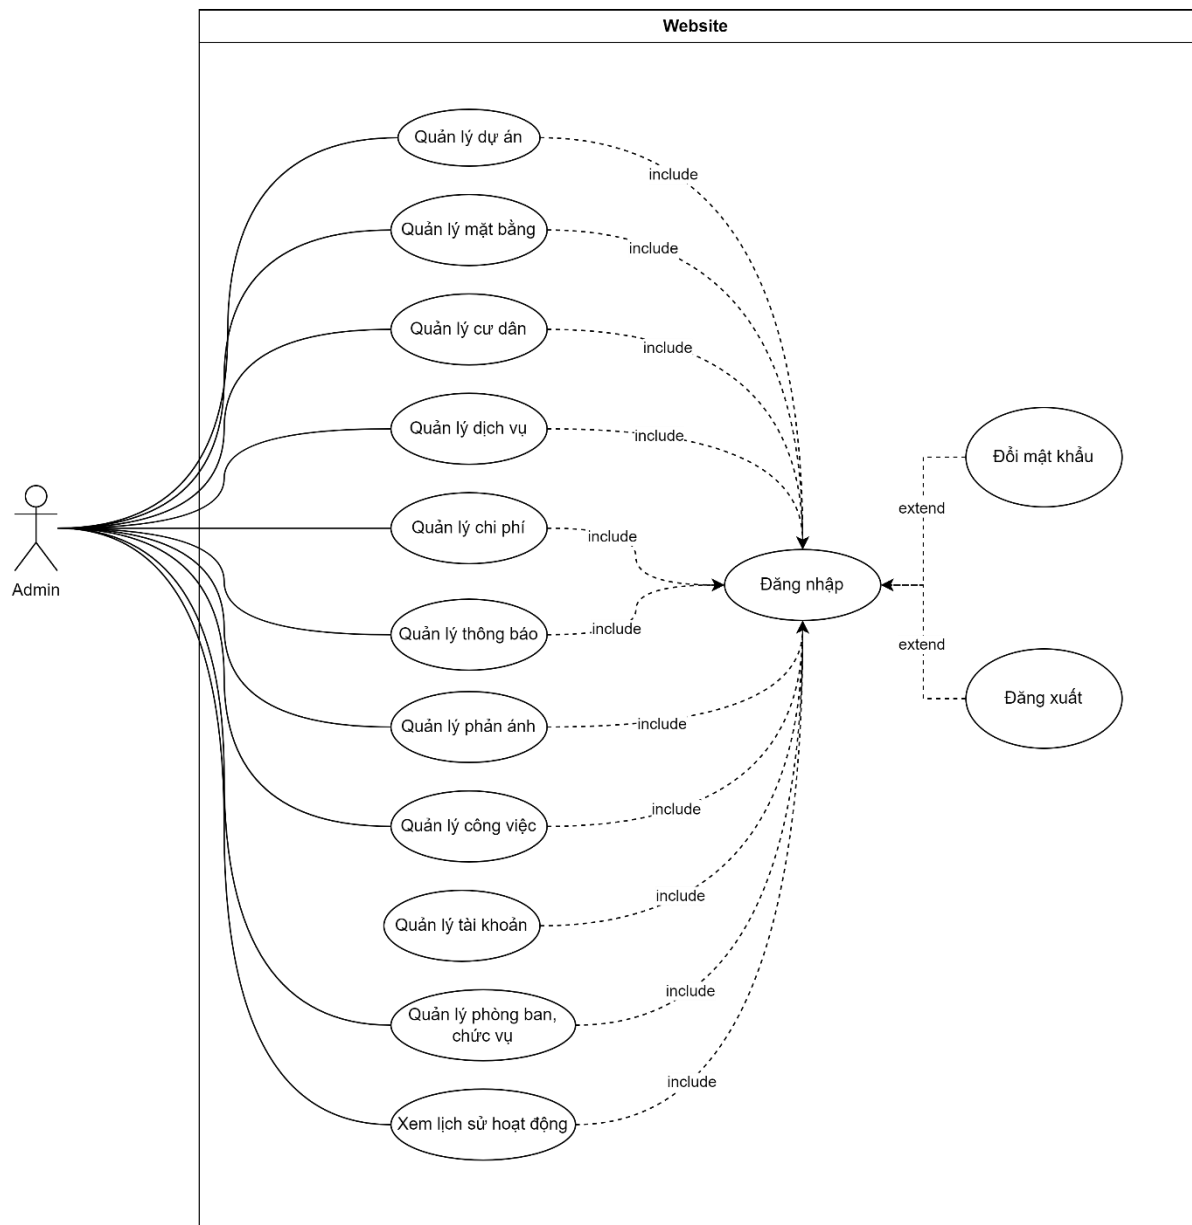 Website
Quản lý dự án
include
Quản lý mặt bằng
include
Quản lý cư dân
include
Quản lý dịch vụ
include
Đổi mật khẩu
extend
Quản lý chi phí
include
Admin
Đăng nhập
Quản lý thông báo
include
extend
Đăng xuất
Quản lý phản ánh
include
Quản lý công việc
include
Quản lý tài khoản
include
Quản lý phòng ban,
chức vụ
include
Xem lịch sử hoạt động
include